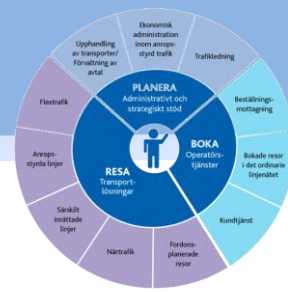 Ekonomisk
administration
inom anrops-
styrd trafik
Upphandling
av transporter/
Förvaltning av
avtal
Trafikledning
PLANERA
Administrativt och
strategiskt stöd
Flextrafik
Beställnings-
mottagning
Anrops-
styrda linjer
BOKA
Operatörs-
tjänster
Bokade resor
i det ordinarie
linjenätet
RESA
Transport-
lösningar
Särskilt
inrättade
linjer
Kundtjänst
Närtrafik
Fordons-
planerade
resor